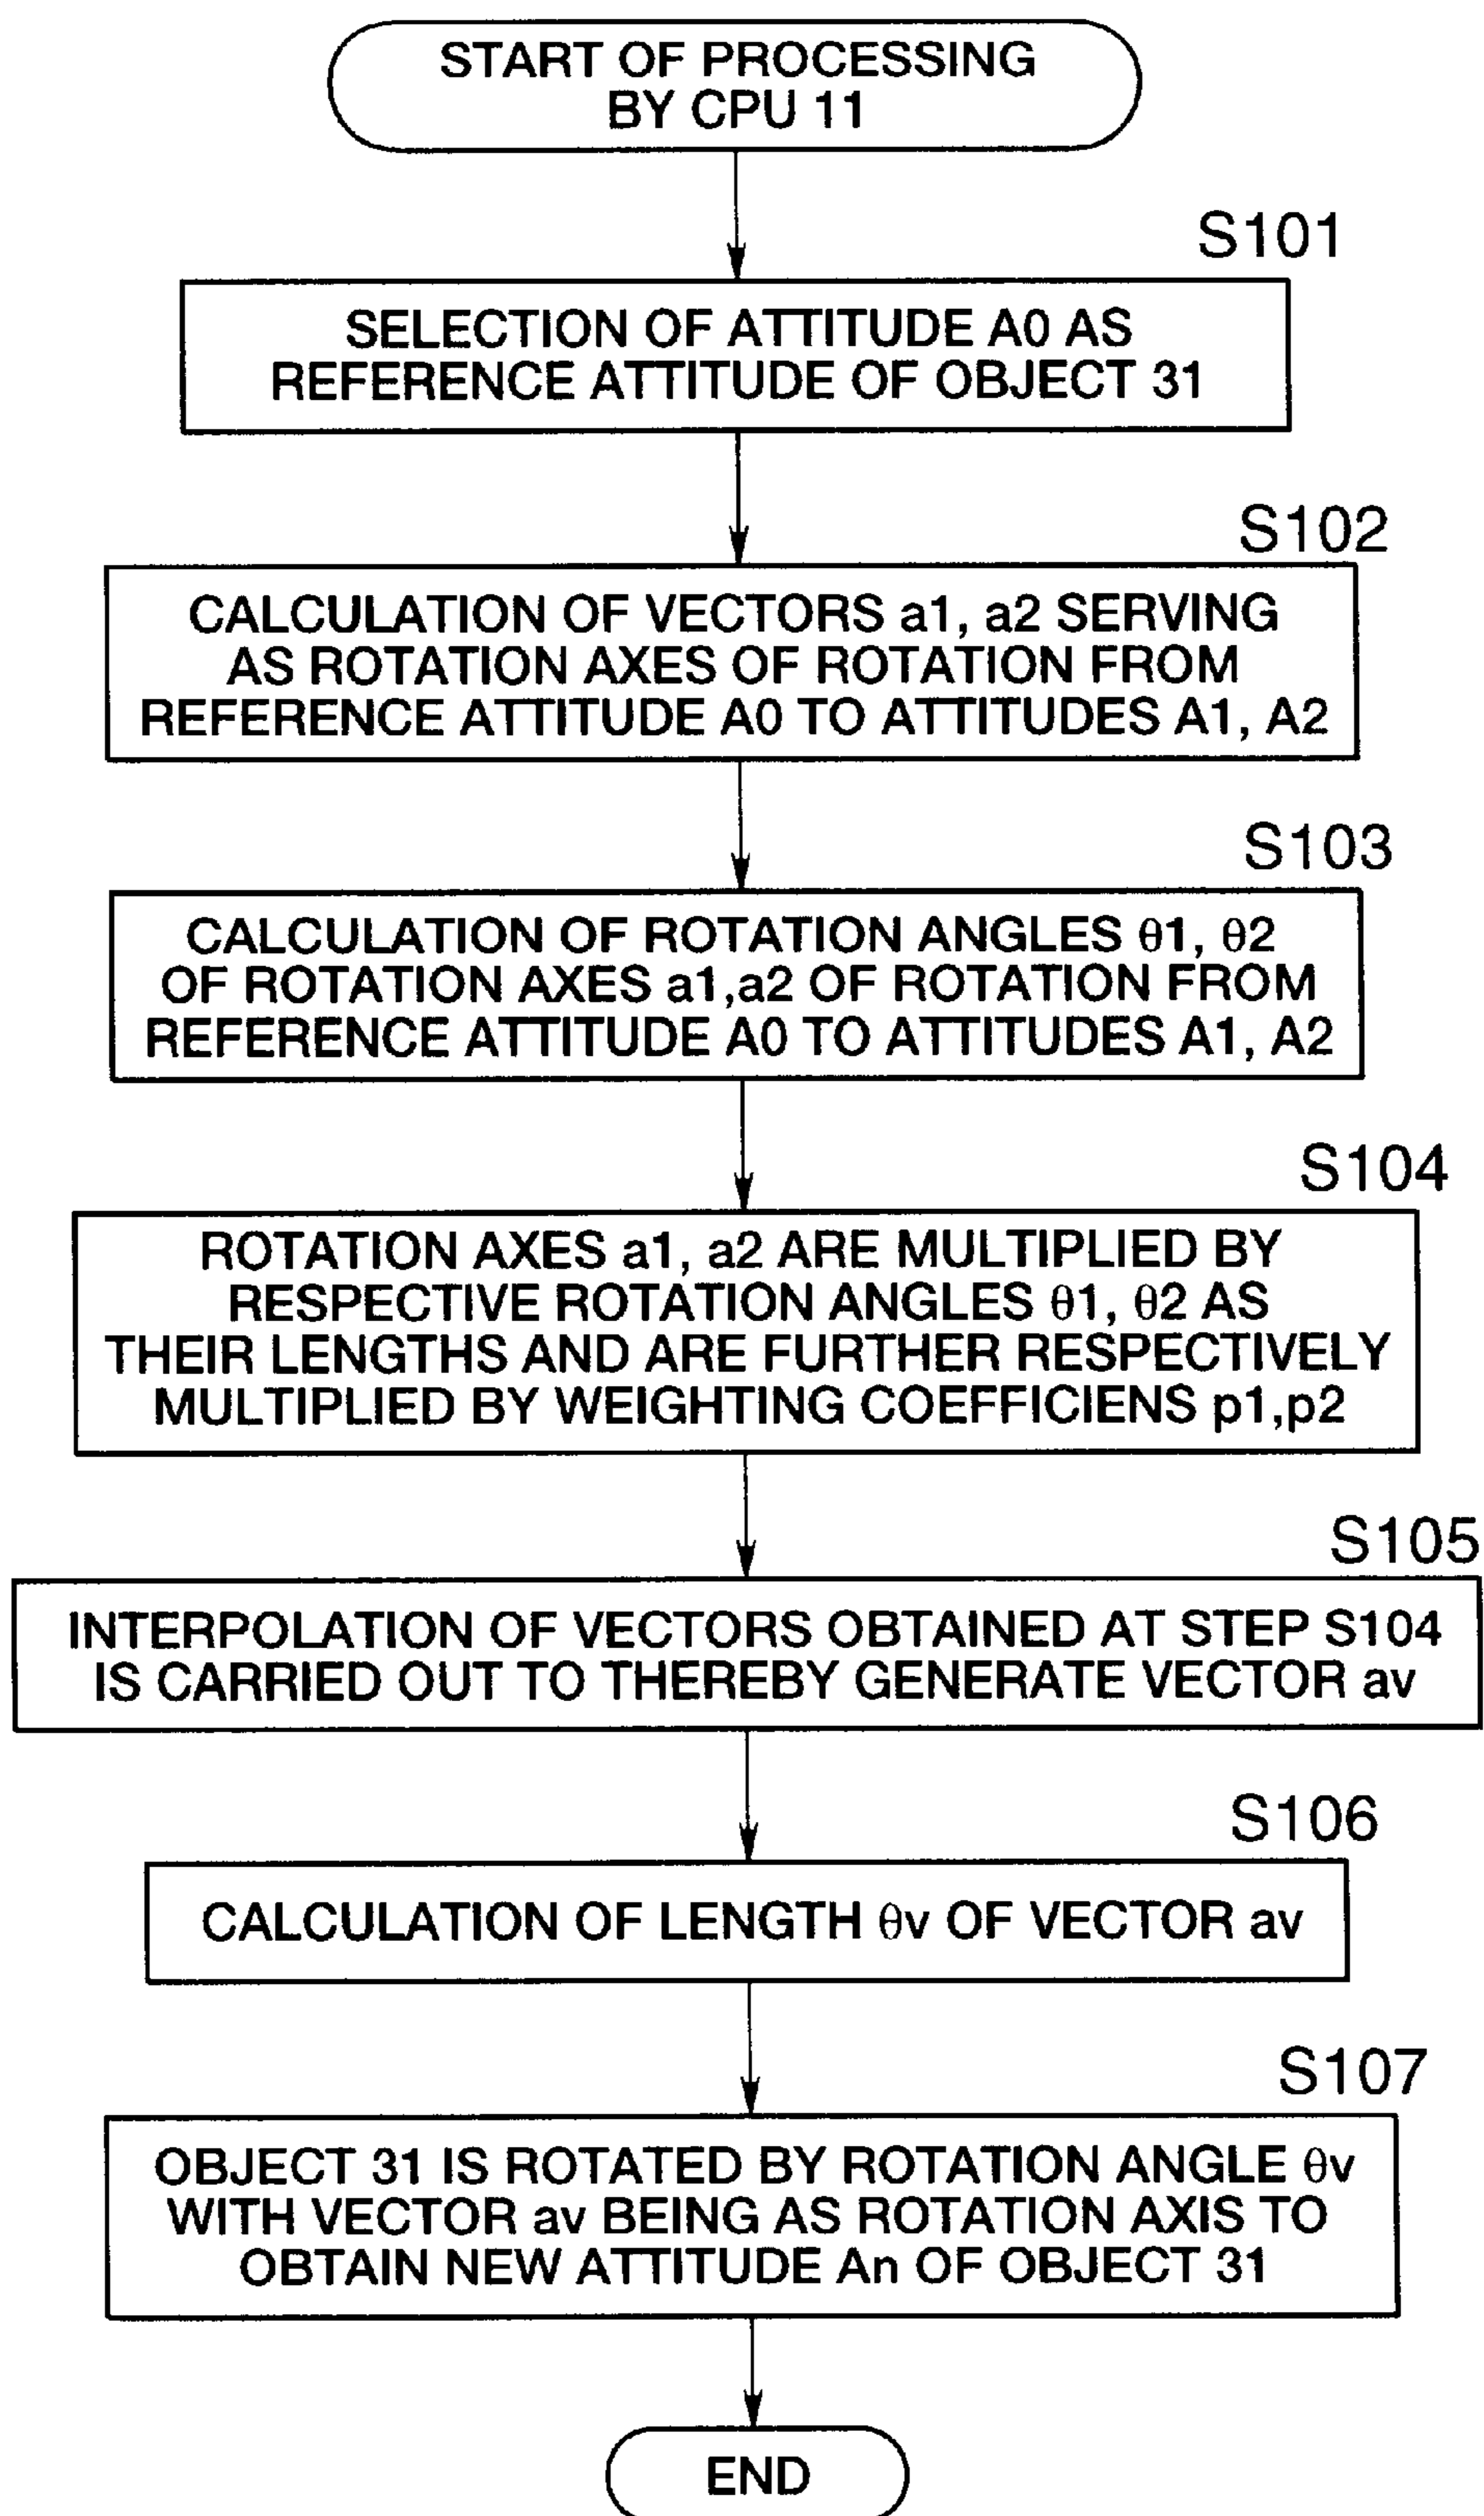 START OF PROCESSING
BY CPU 11
S101
SELECTION OF ATTITUDE A0 AS
REFERENCE ATTITUDE OF OBJECT 31
S102
CALCULATION OF VECTORS a1, a2 SERVING
AS ROTATION AXES OF ROTATION FROM
REFERENCE ATTITUDE A0 TO ATTITUDES A1, A2
S103
CALCULATION OF ROTATION ANGLES θ1, θ2
OF ROTATION AXES a1,a2 OF ROTATION FROM
REFERENCE ATTITUDE A0 TO ATTITUDES A1, A2
S104
ROTATION AXES a1, a2 ARE MULTIPLIED BY
RESPECTIVE ROTATION ANGLES θ1, θ2 AS
THEIR LENGTHS AND ARE FURTHER RESPECTIVELY
MULTIPLIED BY WEIGHTING COEFFICIENS p1,p2
S105
INTERPOLATION OF VECTORS OBTAINED AT STEP S104
IS CARRIED OUT TO THEREBY GENERATE VECTOR av
S106
CALCULATION OF LENGTH θv OF VECTOR av
S107
OBJECT 31 IS ROTATED BY ROTATION ANGLE θv
WITH VECTOR av BEING AS ROTATION AXIS TO
OBTAIN NEW ATTITUDE An OF OBJECT 31
END